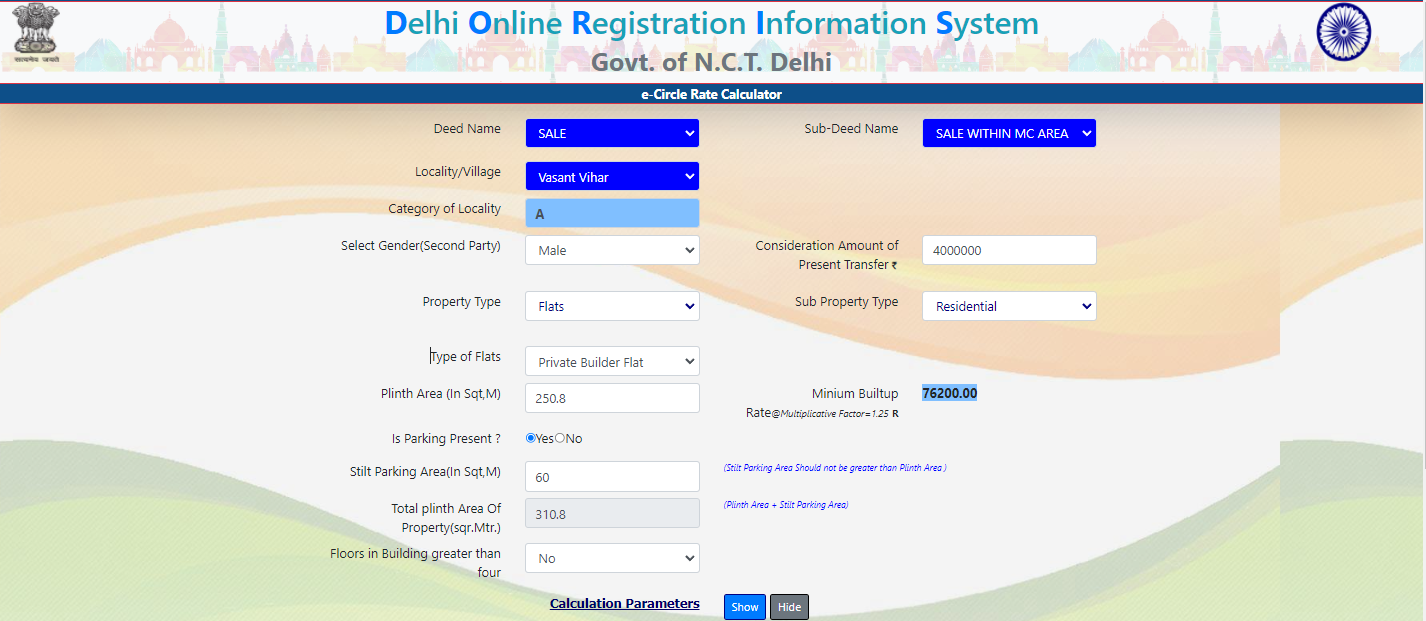 Delhi Online Registration Information System
सत्यमेव जयते
Govt. of N.C.T. Delhi
e-Circle Rate Calculator
Deed Name SALE Sub-Deed Name SALE WITHIN MC AREA
Locality/Village Vasant Vihar
Category of Locality A
Select Gender(Second Party) Male Consideration Amount of 4000000
Present Transfer ₹
Property Type Flats Sub Property Type Residential
Type of Flats Private Builder Flat
Plinth Area (In Sqt,M) 250.8 Minium Builtup 76200.00
Rate@Multiplicative Factor=1.25 R
Is Parking Present ? Yes No
Stilt Parking Area(In Sqt,M) 60 (Stilt Parking Area Should not be greater than Plinth Area )
Total plinth Area Of 310.8 (Plinth Area + Stilt Parking Area)
Property(sqr.Mtr.)
Floors in Building greater than No
four
Calculation Parameters Show Hide